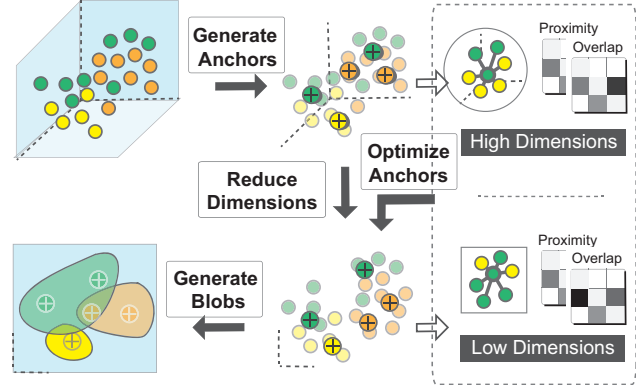 Generate
Anchors
Proximity
Overlap
High Dimensions
Optimize
Anchors
Reduce
Dimensions
Generate
Blobs
Proximity
Overlap
Low Dimensions